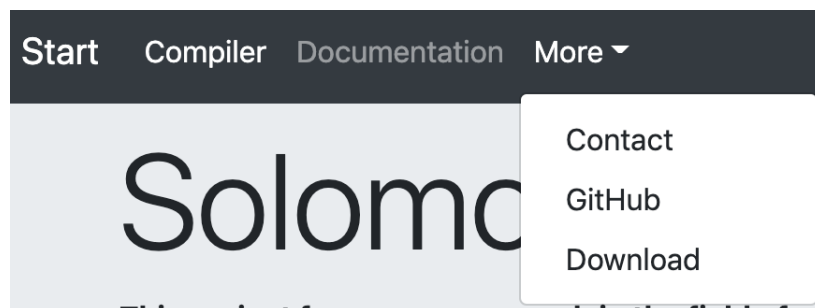 Start Compiler Documentation More
Contact
GitHub
Download
Solomo